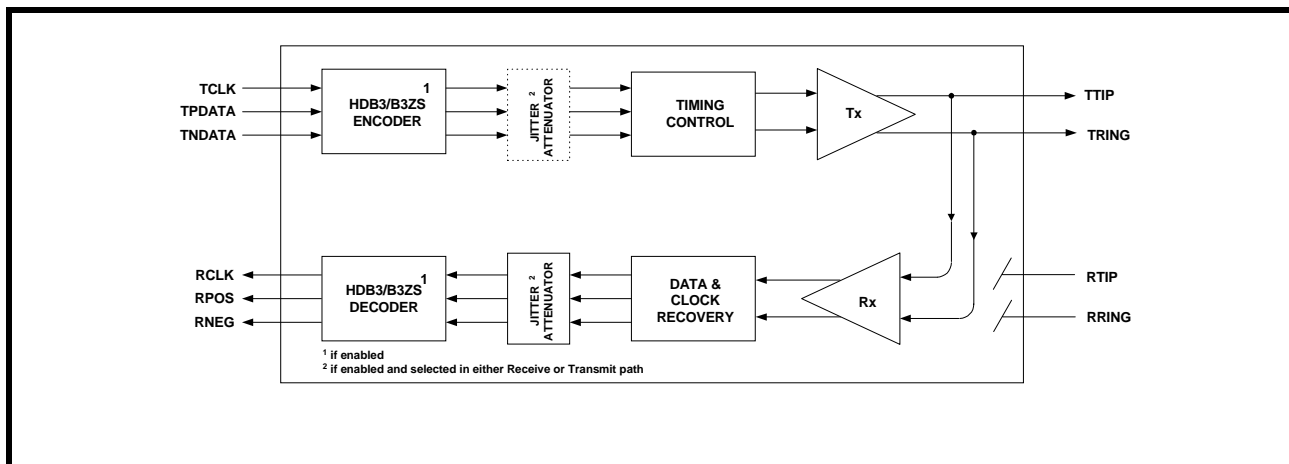 TCLK
TPDATA
TNDATA
HDB3/B3ZS 1
ENCODER
JITTER 2
ATTENUATOR
TIMING
CONTROL
Tx
TTIP
TRING
RCLK
RPOS
RNEG
HDB3/B3ZS 1
DECODER
JITTER 2
ATTENUATOR
DATA &
CLOCK
RECOVERY
Rx
RTIP
RRING
1 if enabled
2 if enabled and selected in either Receive or Transmit path